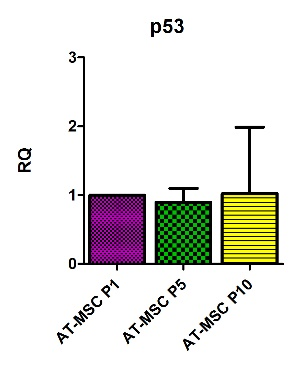 p53
RQ
3
2
1
0
AT-MSC P1
AT-MSC P5
AT-MSC P10